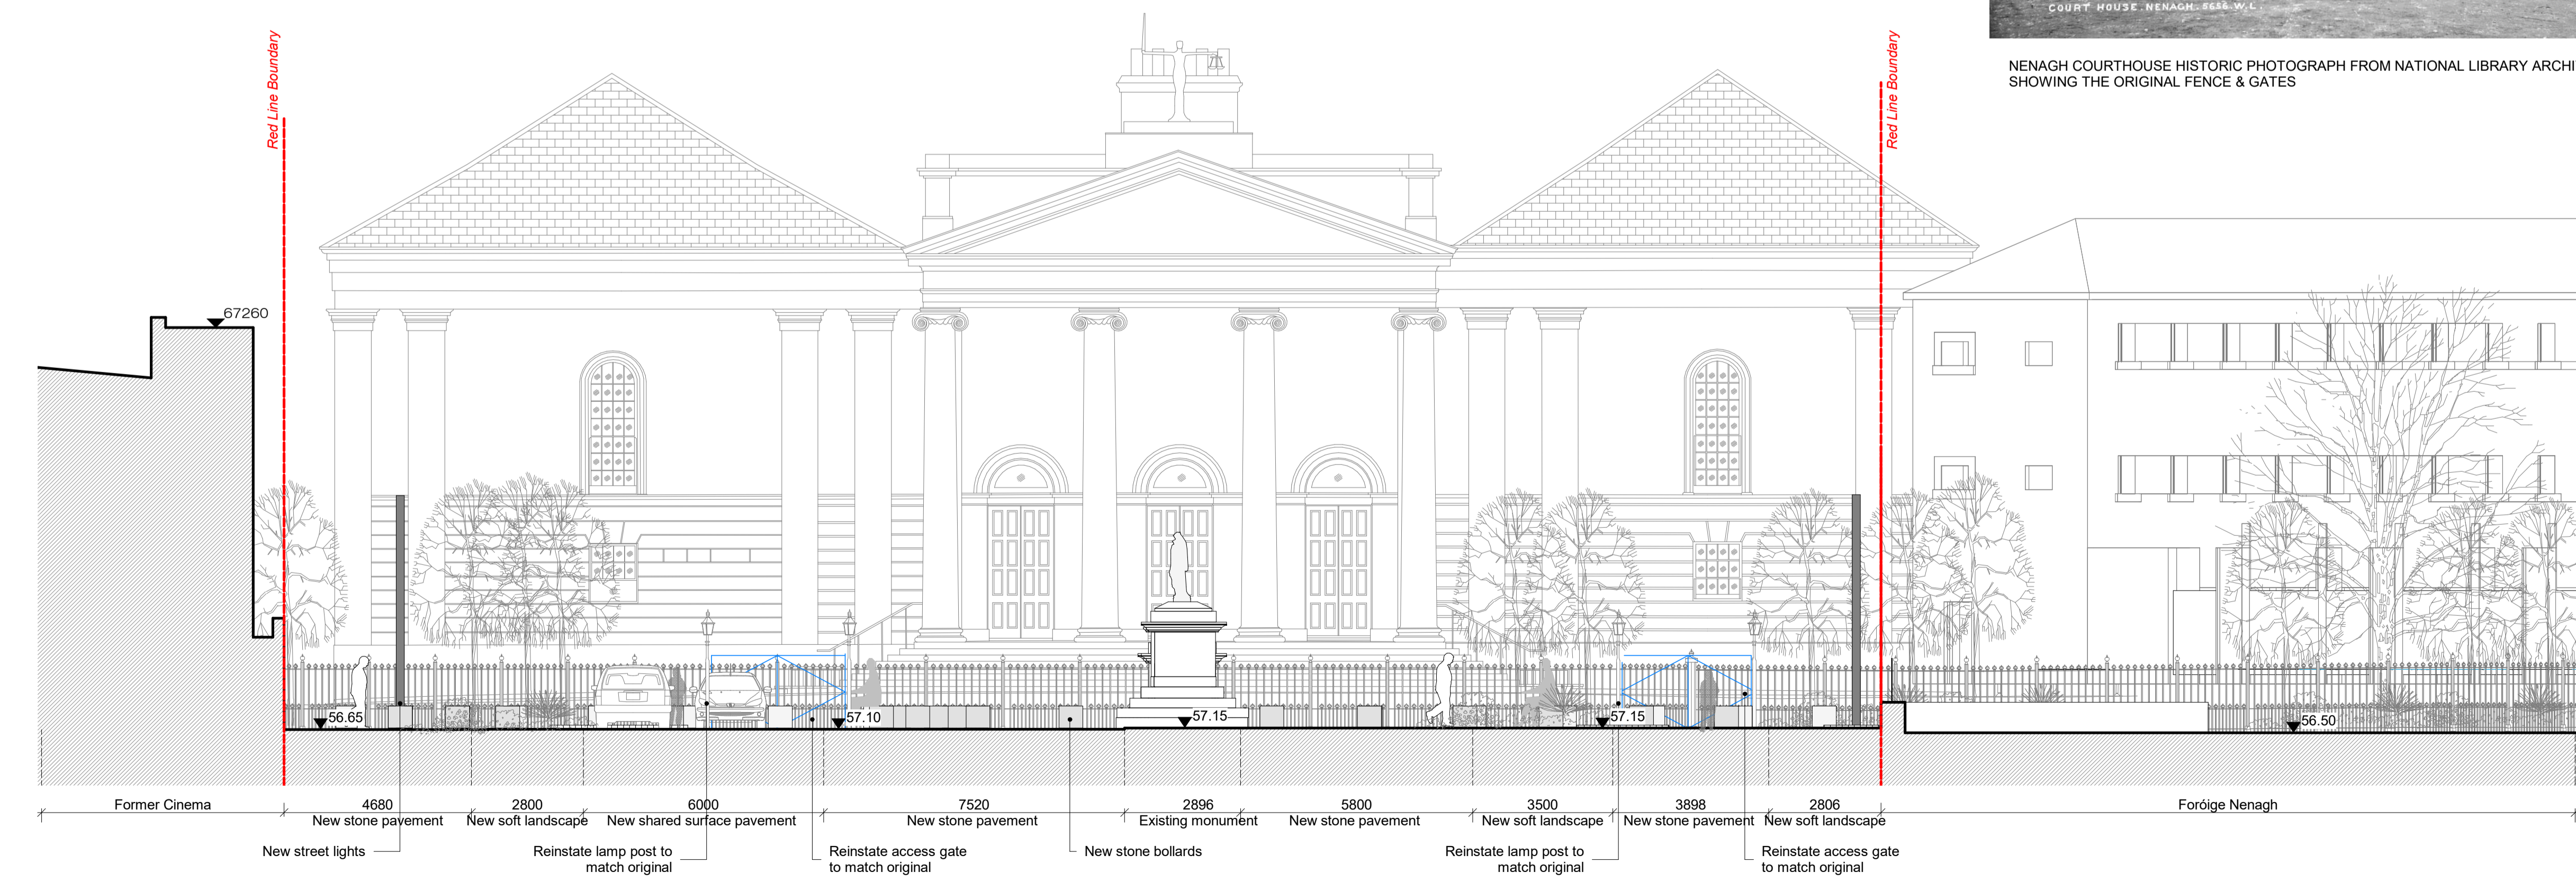 COURT HOUSE. NENAGH. 5656. W.L.
NENAGH COURTHOUSE HISTORIC PHOTOGRAPH FROM NATIONAL LIBRARY ARCHI
SHOWING THE ORIGINAL FENCE & GATES
Red Line Boundary
Red Line Boundary
67260
56.65
57.10
57.15
57.15
56.50
Former Cinema
4680
2800
6000
7520
2896
5800
3500
3898
2806
Foróige Nenagh
New stone pavement
New soft landscape
New shared surface pavement
New stone pavement
Existing monument
New stone pavement
New soft landscape
New stone pavement
New soft landscape
New street lights
Reinstate lamp post to
match original
Reinstate access gate
to match original
New stone bollards
Reinstate lamp post to
match original
Reinstate access gate
to match original